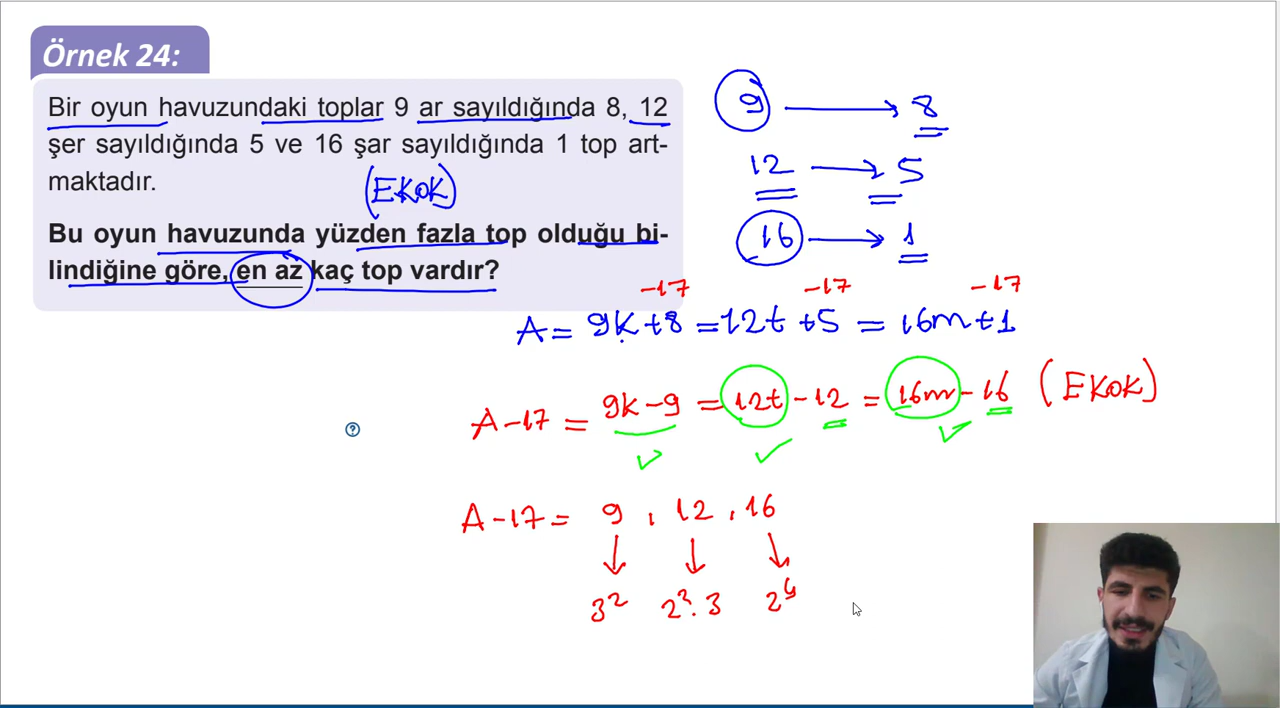 Örnek 24:
Bir oyun havuzundaki toplar 9 ar sayıldığında 8, 12
şer sayıldığında 5 ve 16 şar sayıldığında 1 top art-
maktadır.
(EKOK)
Bu oyun havuzunda yüzden fazla top olduğu bi-
lindiğine göre, en az kaç top vardır?
9 → 8
12 → 5
16 → 1
-17 -17 -17
A = 9k+8 = 12t +5 = 16m+1
A-17 = 9k-9 = 12t-12 = 16m-16 (EKOK)
?
A-17 = 9 , 12 , 16
↓ ↓ ↓
3² 2².3 2⁴